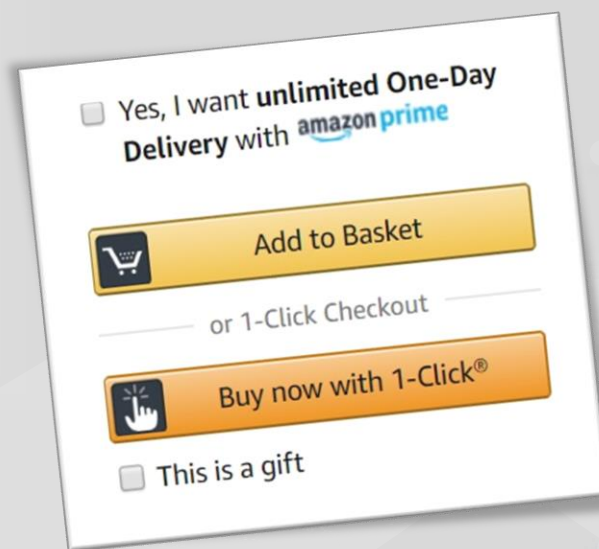 Yes, I want unlimited One-Day
Delivery with amazon prime
Add to Basket
or 1-Click Checkout
Buy now with 1-Click®
This is a gift